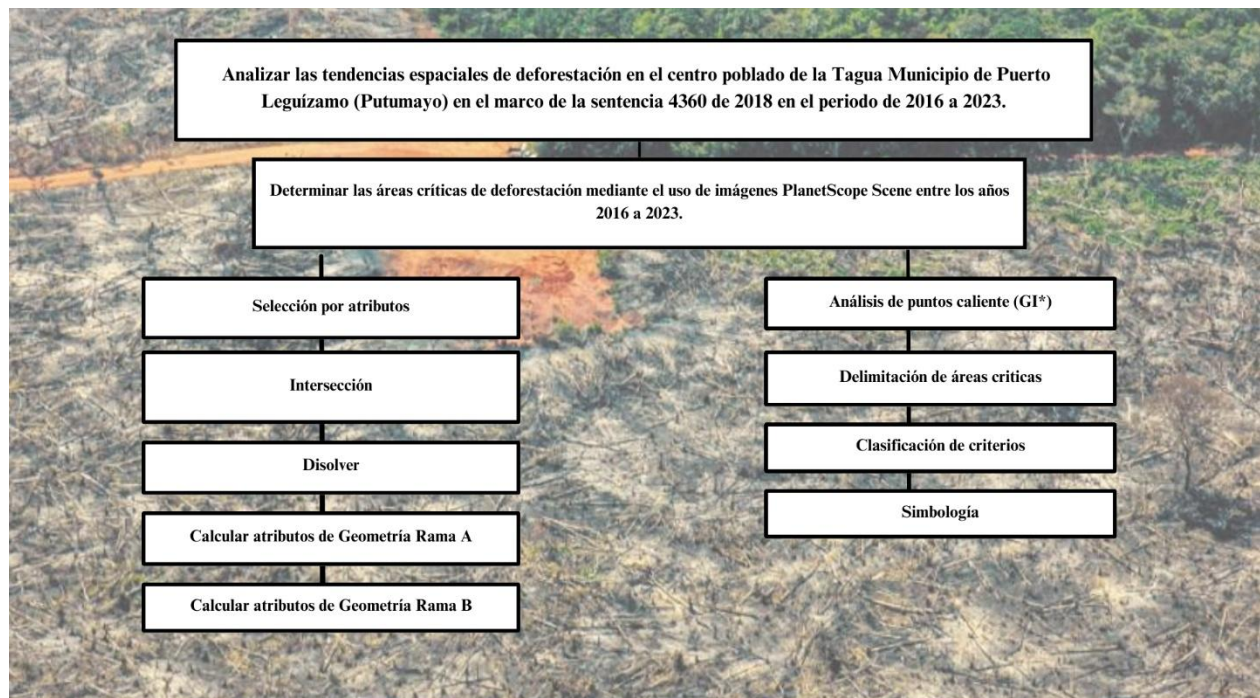 Analizar las tendencias espaciales de deforestación en el centro poblado de la Tagua Municipio de Puerto
Leguízamo (Putumayo) en el marco de la sentencia 4360 de 2018 en el periodo de 2016 a 2023.
Determinar las áreas críticas de deforestación mediante el uso de imágenes PlanetScope Scene entre los años
2016 a 2023.
Selección por atributos
Intersección
Disolver
Calcular atributos de Geometría Rama A
Calcular atributos de Geometría Rama B
Análisis de puntos caliente (GI*)
Delimitación de áreas criticas
Clasificación de criterios
Simbología